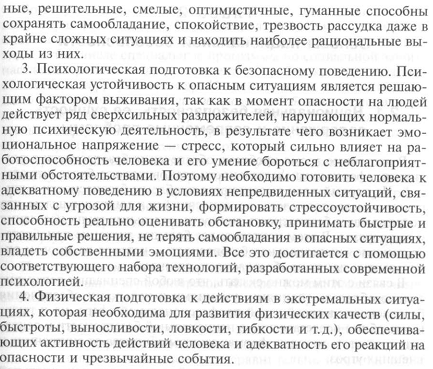 ные, решительные, смелые, оптимистичные, гуманные способны
сохранять самообладание, спокойствие, трезвость рассудка даже в
крайне сложных ситуациях и находить наиболее рациональные вы-
ходы из них.
3. Психологическая подготовка к безопасному поведению. Пси-
хологическая устойчивость к опасным ситуациям является решаю-
щим фактором выживания, так как в момент опасности на людей
действует ряд сверхсильных раздражителей, нарушающих нормаль-
ную психическую деятельность, в результате чего возникает эмо-
циональное напряжение — стресс, который сильно влияет на ра-
ботоспособность человека и его умение бороться с неблагоприят-
ными обстоятельствами. Поэтому необходимо готовить человека к
адекватному поведению в условиях непредвиденных ситуаций, свя-
занных с угрозой для жизни, формировать стрессоустойчивость,
способность реально оценивать обстановку, принимать быстрые и
правильные решения, не терять самообладания в опасных ситуациях,
владеть собственными эмоциями. Все это достигается с помощью
соответствующего набора технологий, разработанных современной
психологией.
4. Физическая подготовка к действиям в экстремальных ситуа-
циях, которая необходима для развития физических качеств (силы,
быстроты, выносливости, ловкости, гибкости и т.д.), обеспечива-
ющих активность действий человека и адекватность его реакций на
опасности и чрезвычайные события.